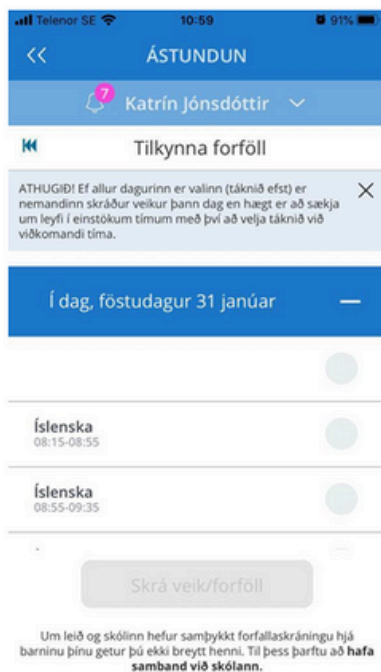 Telenor SE 10:59 91%
<< ÁSTUNDUN
7 Katrín Jónsdóttir
Tilkynna forföll
ATHUGIÐ! Ef allur dagurinn er valinn (táknið efst) er
nemandinn skráður veikur þann dag en hægt er að sækja
um leyfi í einstökum tímum með því að velja táknið við
viðkomandi tíma.
Í dag, föstudagur 31 janúar
Íslenska
08:15-08:55
Íslenska
08:55-09:35
Skrá veik/forföll
Um leið og skólinn hefur samþykkt forfallaskráningu hjá
barninu þínu getur þú ekki breytt henni. Til þess þarftu að hafa
samband við skólann.